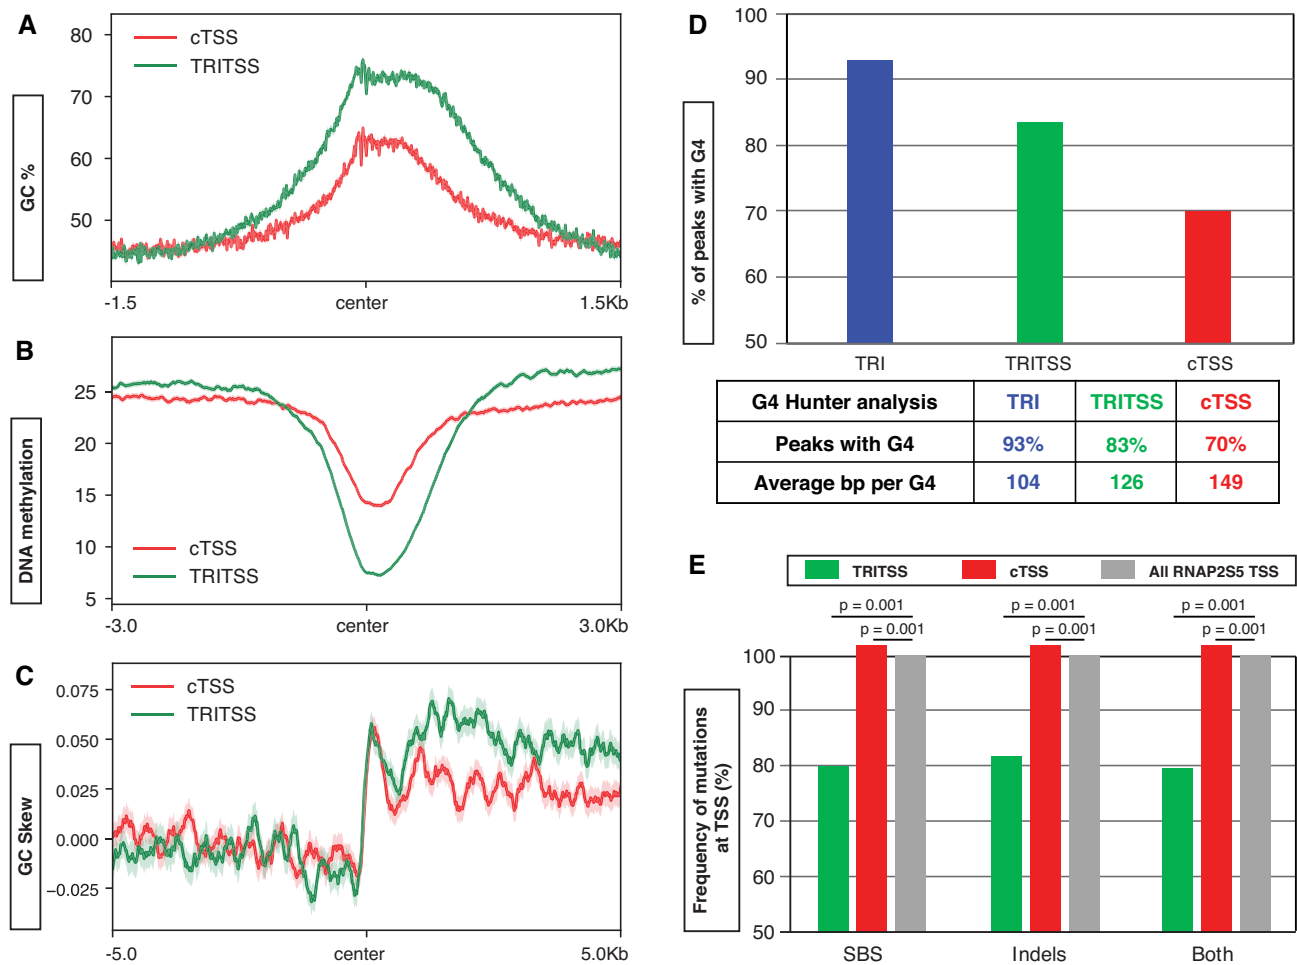 A
cTSS
TRITSS
GC %
80
70
60
50
-1.5
center
1.5Kb
B
DNA methylation
25
20
15
10
5
cTSS
TRITSS
-3.0
center
3.0Kb
C
cTSS
TRITSS
GC Skew
0.075
0.050
0.025
0.000
−0.025
-5.0
center
5.0Kb
D
% of peaks with G4
100
90
80
70
60
50
TRI
TRITSS
cTSS
G4 Hunter analysis TRI TRITSS cTSS
Peaks with G4 93% 83% 70%
Average bp per G4 104 126 149
E
TRITSS cTSS All RNAP2S5 TSS
p = 0.001 p = 0.001 p = 0.001
p = 0.001 p = 0.001 p = 0.001
Frequency of mutations
at TSS (%)
100
90
80
70
60
50
SBS
Indels
Both